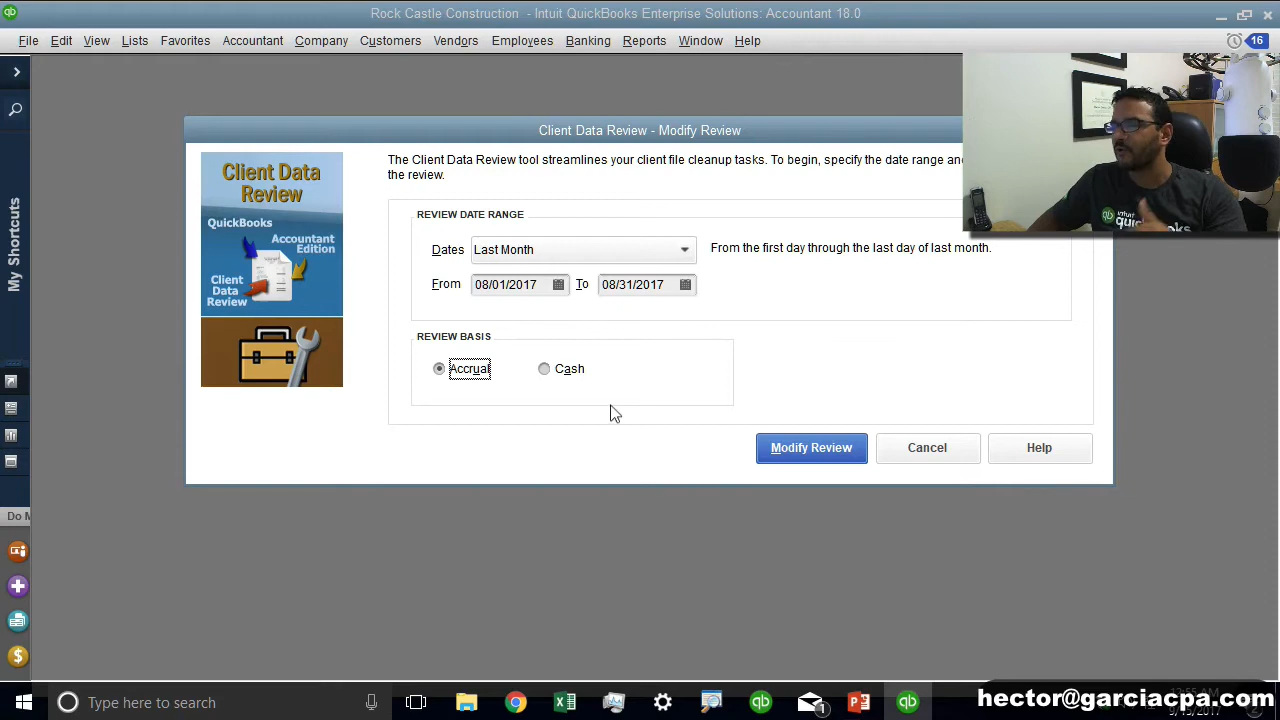 Rock Castle Construction - Intuit QuickBooks Enterprise Solutions: Accountant 18.0
File Edit View Lists Favorites Accountant Company Customers Vendors Employees Banking Reports Window Help
16
Client Data Review - Modify Review
Client Data
Review
QuickBooks
Accountant
Edition
Client
Data
Review
The Client Data Review tool streamlines your client file cleanup tasks. To begin, specify the date range and
the review.
REVIEW DATE RANGE
Dates Last Month From the first day through the last day of last month.
From 08/01/2017 To 08/31/2017
REVIEW BASIS
Accrual Cash
Modify Review Cancel Help
My Shortcuts
Do M
intuit
quickbooks
Type here to search
1
hector@garciacpa.com